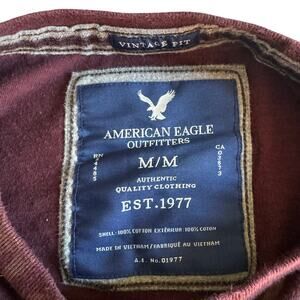 VINTAGE FIT
AMERICAN EAGLE
OUTFITTERS
M/M
AUTHENTIC
QUALITY CLOTHING
EST. 1977
SHELL: 100% COTTON EXTÉRIEUR: 100% COTON
MADE IN VIETNAM/FABRIQUÉ AU VIETNAM
A.E. No. 01977